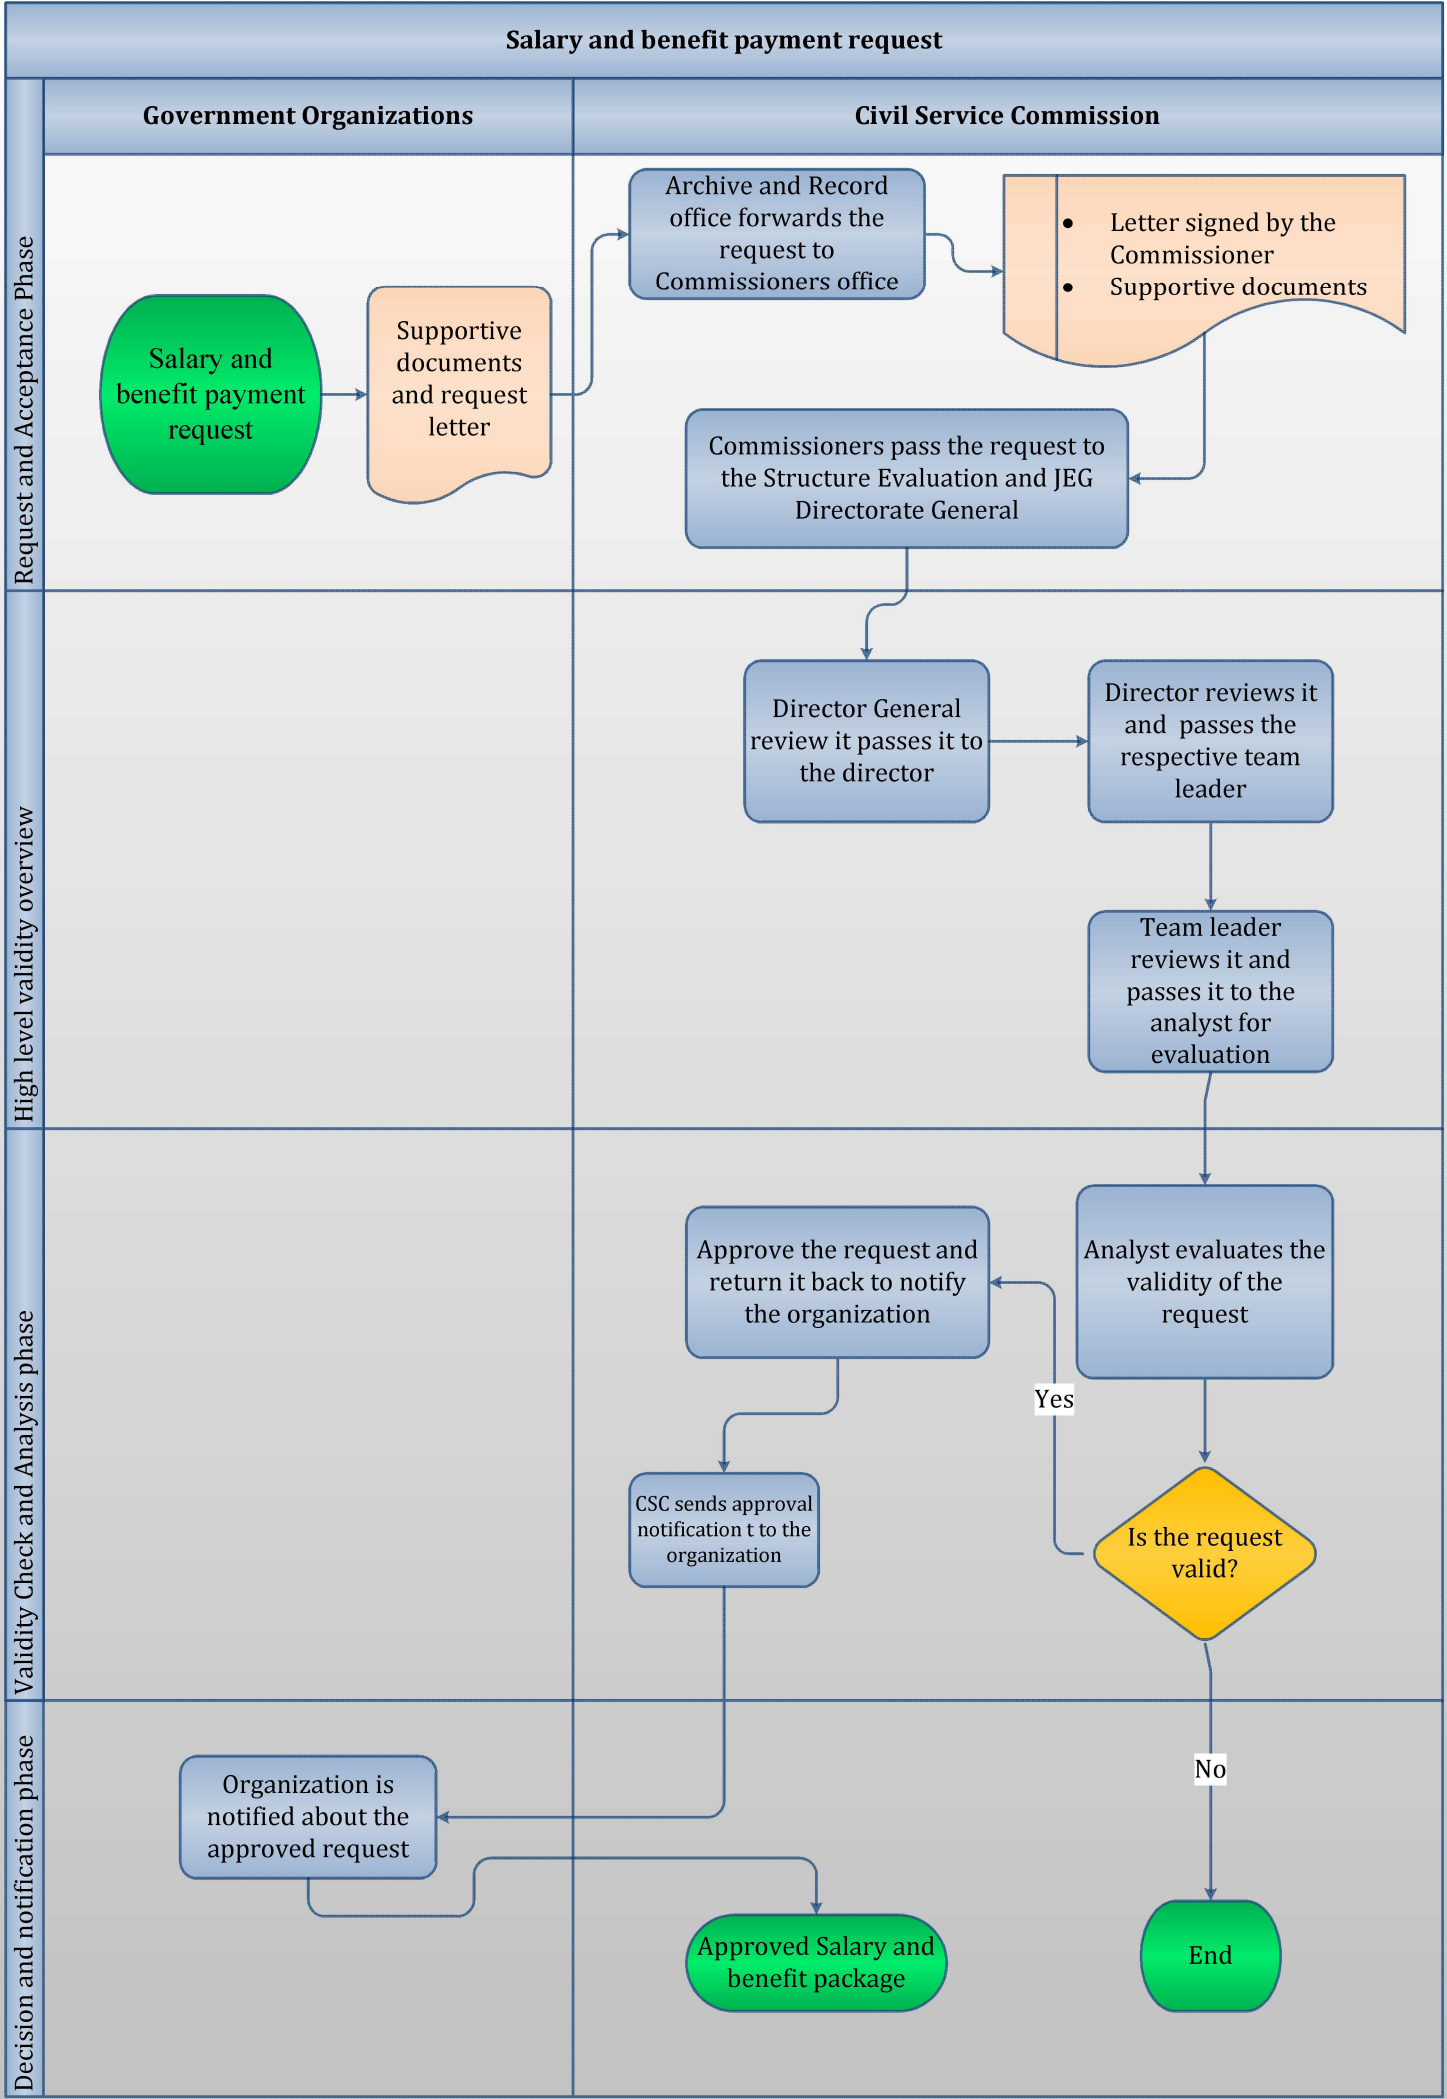 Salary and benefit payment request
Government Organizations
Civil Service Commission
Request and Acceptance Phase
Salary and
benefit payment
request
Supportive
documents
and request
letter
Archive and Record
office forwards the
request to
Commissioners office
• Letter signed by the
Commissioner
• Supportive documents
Commissioners pass the request to
the Structure Evaluation and JEG
Directorate General
High level validity overview
Director General
review it passes it to
the director
Director reviews it
and passes the
respective team
leader
Team leader
reviews it and
passes it to the
analyst for
evaluation
Validity Check and Analysis phase
Approve the request and
return it back to notify
the organization
Analyst evaluates the
validity of the
request
Yes
CSC sends approval
notification t to the
organization
Is the request
valid?
Decision and notification phase
No
Organization is
notified about the
approved request
Approved Salary and
benefit package
End